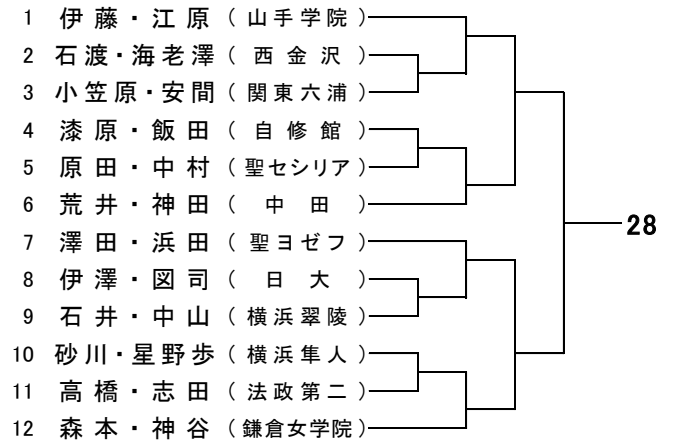 1 伊藤・江原 (山手学院)
2 石渡・海老澤 (西金沢)
3 小笠原・安間 (関東六浦)
4 漆原・飯田 (自修館)
5 原田・中村 (聖セシリア)
6 荒井・神田 (中田)
7 澤田・浜田 (聖ヨゼフ)
8 伊澤・図司 (日大)
9 石井・中山 (横浜翠陵)
10 砂川・星野歩 (横浜隼人)
11 高橋・志田 (法政第二)
12 森本・神谷 (鎌倉女学院)
28